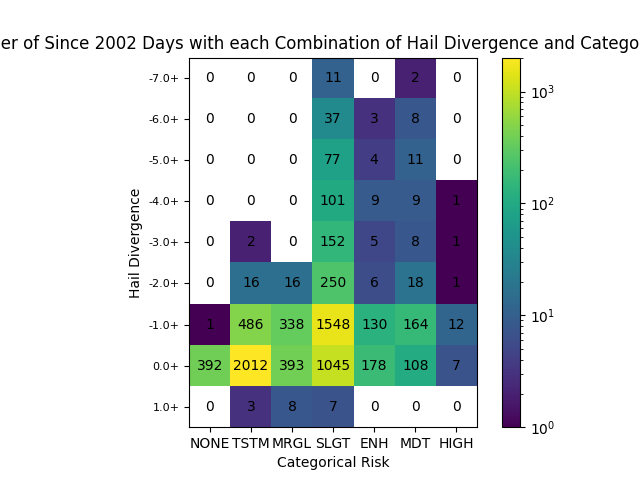 er of Since 2002 Days with each Combination of Hail Divergence and Catego
-7.0+ 0 0 0 11 0 2 0
-6.0+ 0 0 0 37 3 8 0
-5.0+ 0 0 0 77 4 11 0
-4.0+ 0 0 0 101 9 9 1
-3.0+ 0 2 0 152 5 8 1
-2.0+ 0 16 16 250 6 18 1
-1.0+ 1 486 338 1548 130 164 12
0.0+ 392 2012 393 1045 178 108 7
1.0+ 0 3 8 7 0 0 0
NONE TSTM MRGL SLGT ENH MDT HIGH
Categorical Risk
Hail Divergence
10³
10²
10¹
10⁰